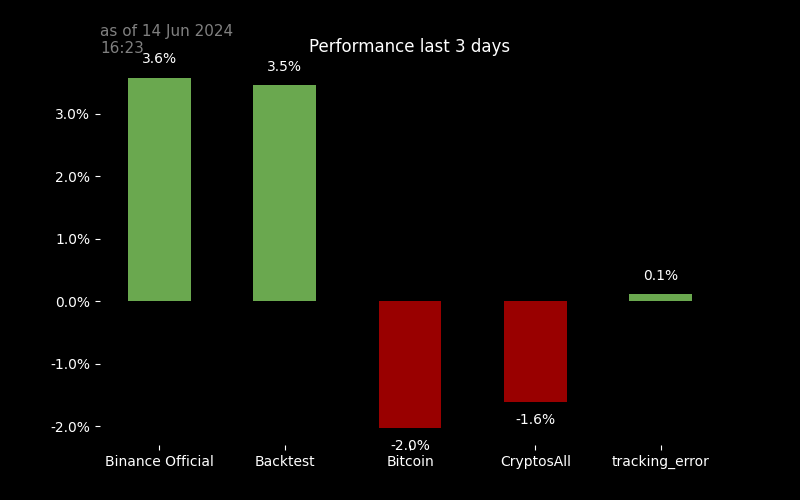 as of 14 Jun 2024
16:23
Performance last 3 days
3.6%
3.5%
3.0%
2.0%
1.0%
0.1%
0.0%
-1.0%
-1.6%
-2.0%
-2.0%
Binance Official
Backtest
Bitcoin
CryptosAll
tracking_error